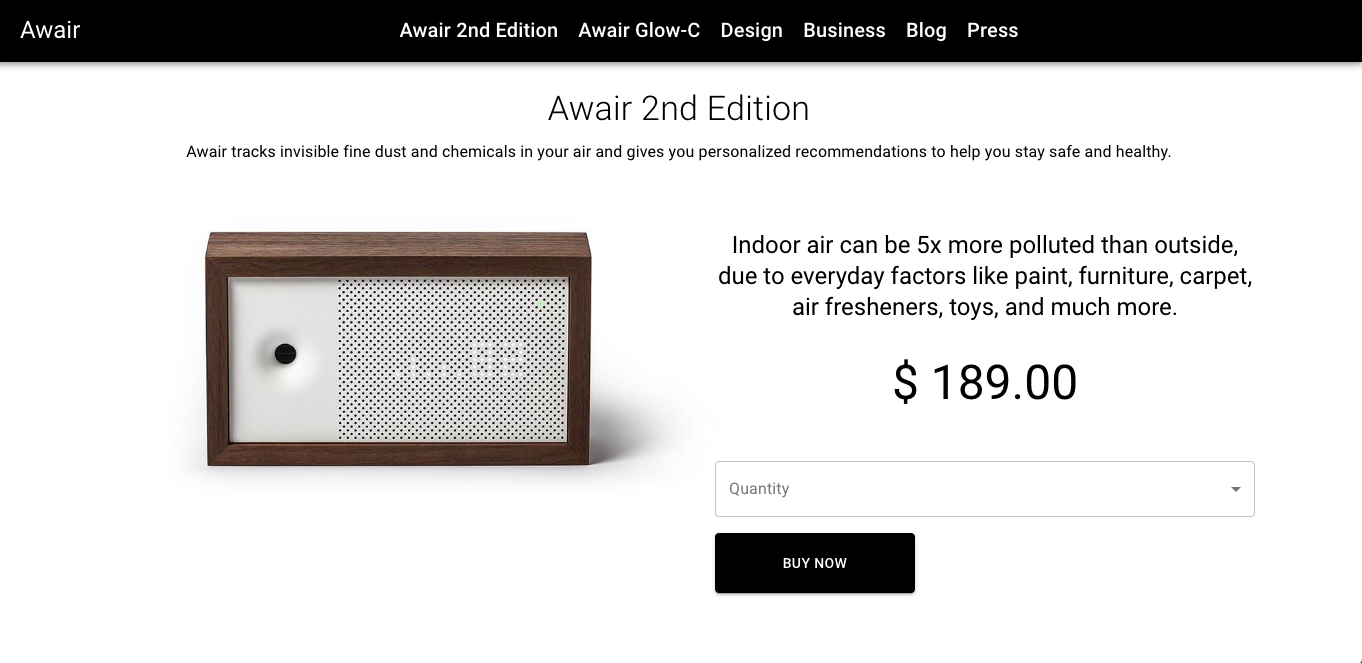 Awair
Awair 2nd Edition Awair Glow-C Design Business Blog Press
Awair 2nd Edition
Awair tracks invisible fine dust and chemicals in your air and gives you personalized recommendations to help you stay safe and healthy.
Indoor air can be 5x more polluted than outside,
due to everyday factors like paint, furniture, carpet,
air fresheners, toys, and much more.
$ 189.00
Quantity
BUY NOW